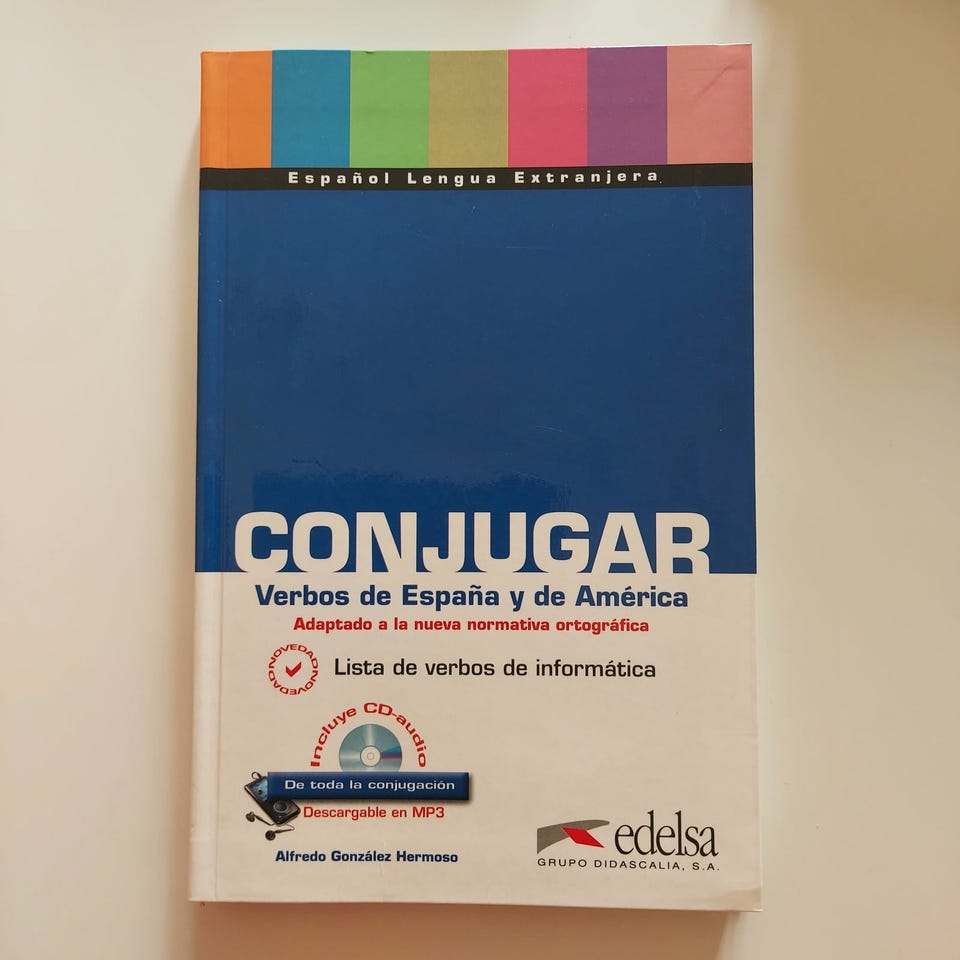 Español Lengua Extranjera
CONJUGAR
Verbos de España y de América
Adaptado a la nueva normativa ortográfica
NOVEDAD NOVEDAD
Lista de verbos de informática
Incluye CD-audio
De toda la conjugación
Descargable en MP3
Alfredo González Hermoso
edelsa
GRUPO DIDASCALIA, S.A.